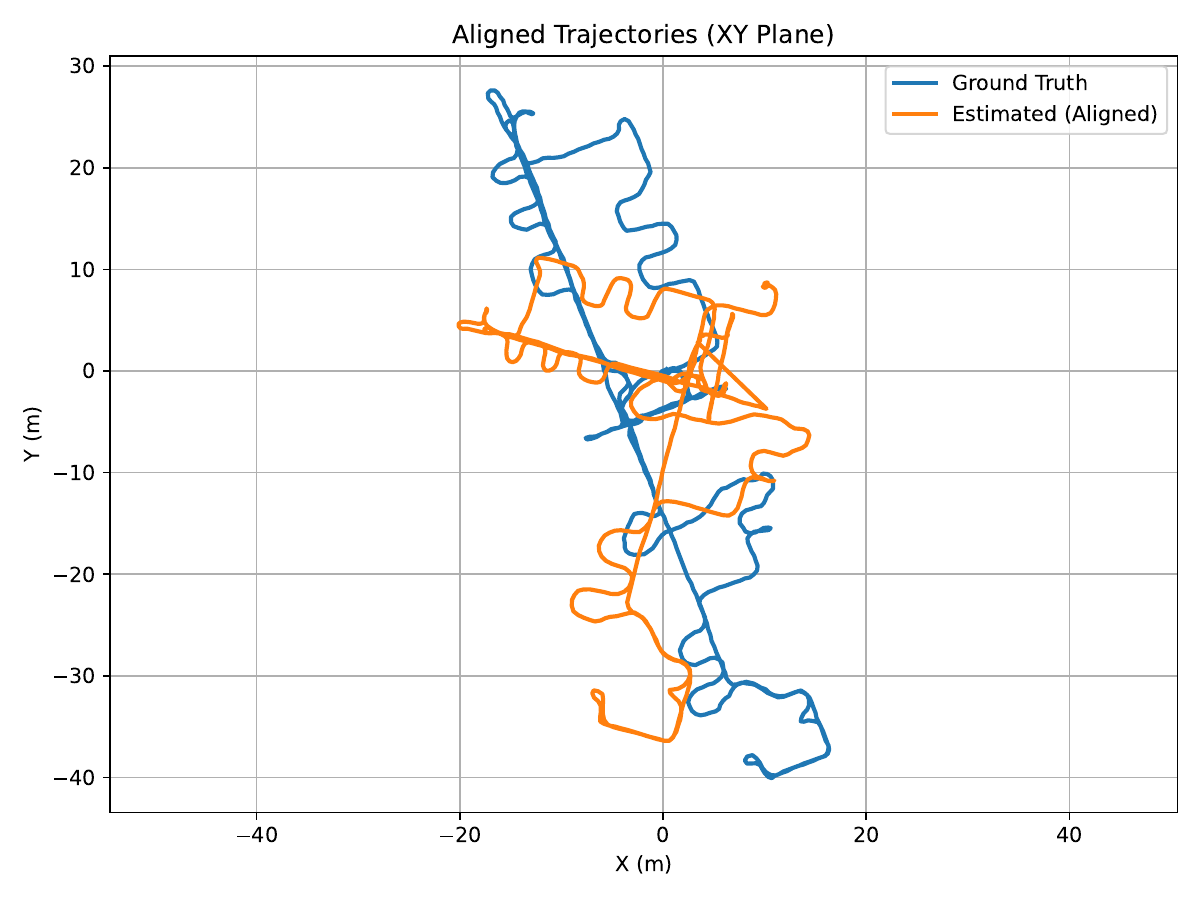 Aligned Trajectories (XY Plane)
Ground Truth
Estimated (Aligned)
30
20
10
0
−10
−20
−30
−40
Y (m)
−40
−20
0
20
40
X (m)